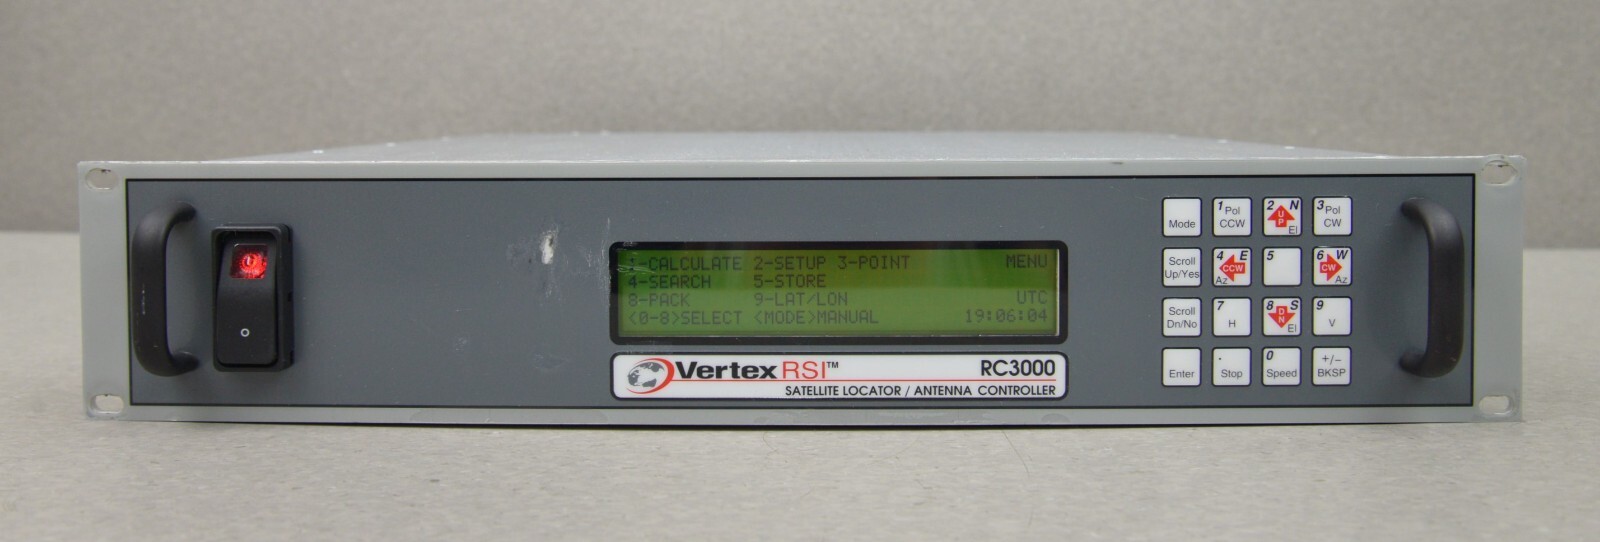 1-CALCULATE 2-SETUP 3-POINT MENU
4-SEARCH 5-STORE
8-PACK 9-LAT/LON UTC
<0-8>SELECT <MODE>MANUAL 19:06:04
Vertex RSI™ RC3000
SATELLITE LOCATOR / ANTENNA CONTROLLER
Mode
1 Pol CCW
2 N UP El
3 Pol CW
Scroll Up/Yes
4 E CCW Az
5
6 W CW Az
Scroll Dn/No
7 H
8 S DN El
9 V
Enter
. Stop
0 Speed
+/- BKSP